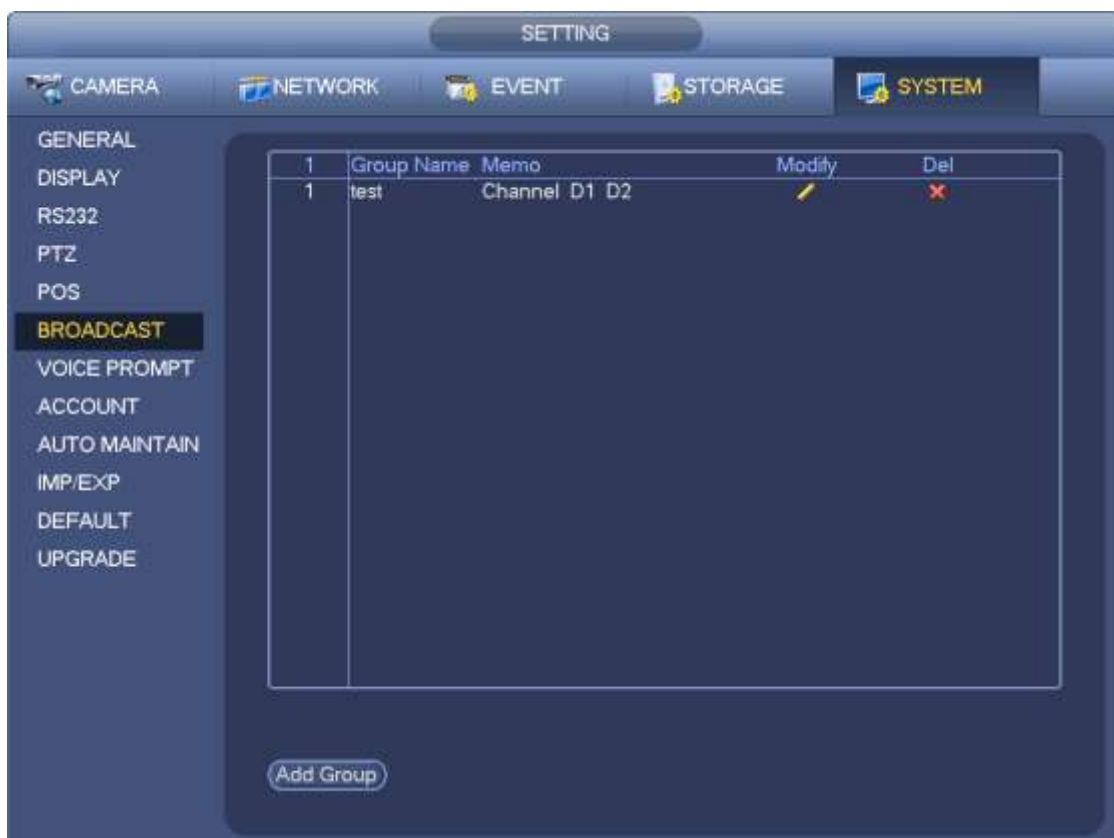 SETTING
CAMERA NETWORK EVENT STORAGE SYSTEM
GENERAL
DISPLAY
RS232
PTZ
POS
BROADCAST
VOICE PROMPT
ACCOUNT
AUTO MAINTAIN
IMP/EXP
DEFAULT
UPGRADE
1 Group Name Memo Modify Del
1 test Channel D1 D2
Add Group